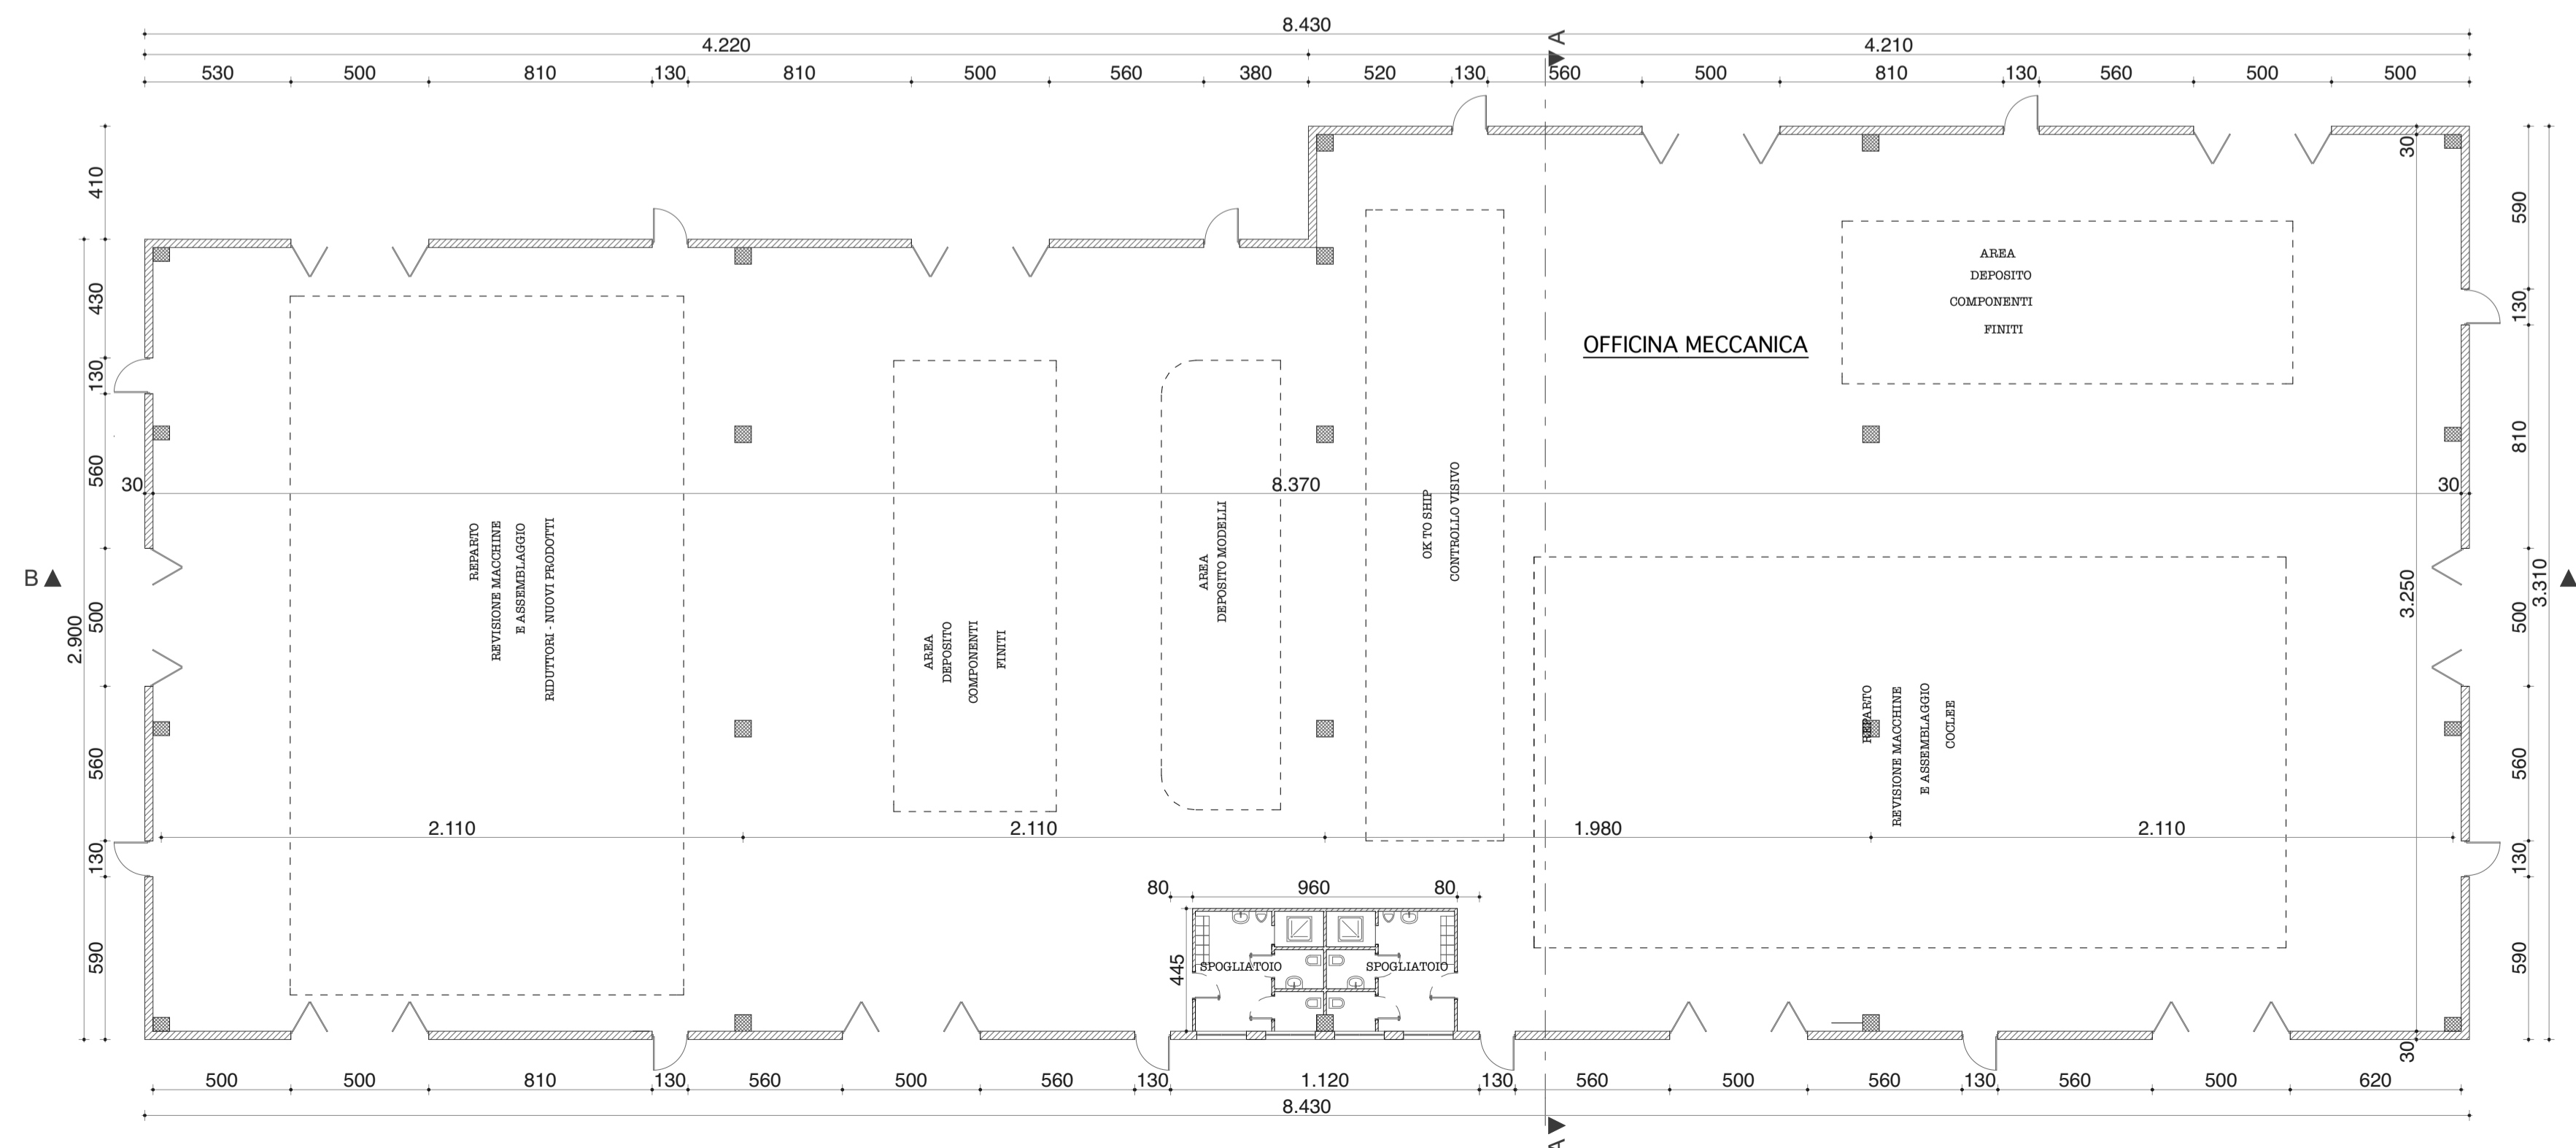 8.430
4.220
4.210
A
530 500 810 130 810 500 560 380 520 130 560 500 810 130 560 500 500
410
430
130
560
500
560
130
590
2.900
B
30
30
590
130
810
500
560
130
590
3.310
3.250
30
30
8.370
OFFICINA MECCANICA
AREA
DEPOSITO
COMPONENTI
FINITI
REPARTO
REVISIONE MACCHINE
E ASSEMBLAGGIO
RIDUTTORI - NUOVI PRODOTTI
AREA
DEPOSITO
COMPONENTI
FINITI
AREA
DEPOSITO MODELLI
OK TO SHIP
CONTROLLO VISIVO
REPARTO
REVISIONE MACCHINE
E ASSEMBLAGGIO
COCLEE
2.110 2.110 1.980 2.110
80 960 80
445
SPOGLIATOIO SPOGLIATOIO
500 500 810 130 560 500 560 130 1.120 130 560 500 560 130 560 500 620
8.430
A